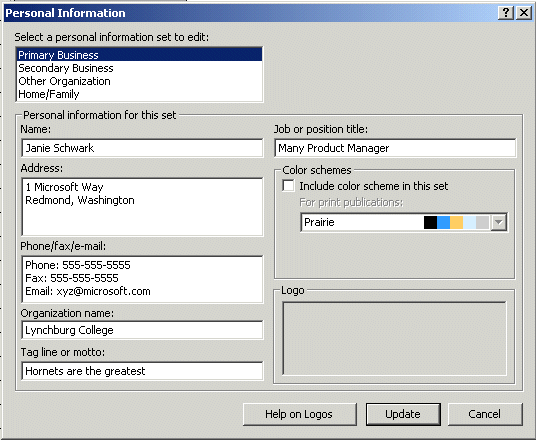 Personal Information
Select a personal information set to edit:
Primary Business
Secondary Business
Other Organization
Home/Family
Personal information for this set
Name:
Janie Schwark
Address:
1 Microsoft Way
Redmond, Washington
Phone/fax/e-mail:
Phone: 555-555-5555
Fax: 555-555-5555
Email: xyz@microsoft.com
Organization name:
Lynchburg College
Tag line or motto:
Hornets are the greatest
Job or position title:
Many Product Manager
Color schemes
Include color scheme in this set
For print publications:
Prairie
Logo
Help on Logos
Update
Cancel